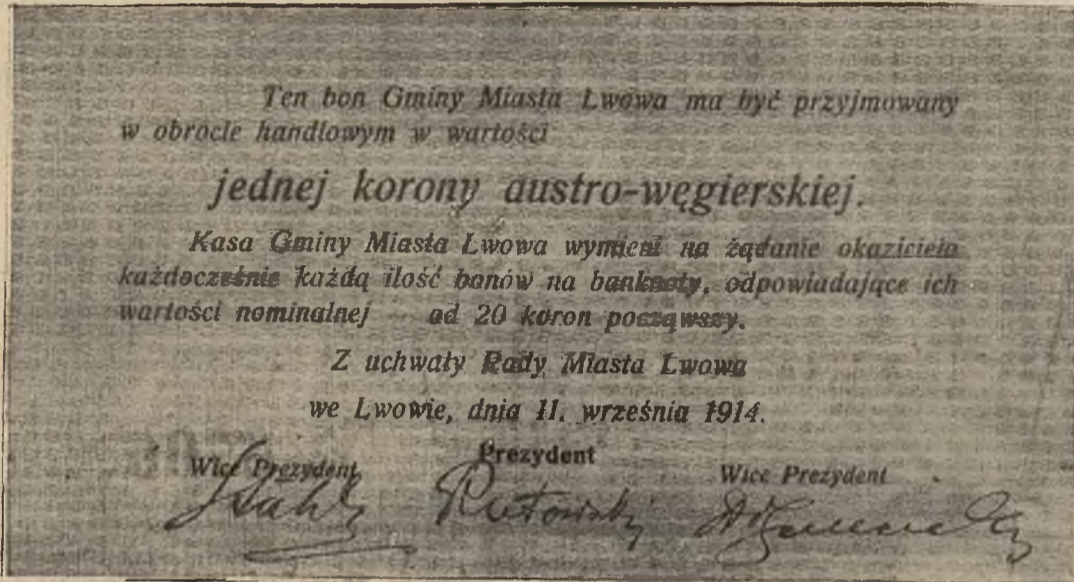 Ten bon Gminy Miasta Lwowa ma być przyjmowany
w obrocie handlowym w wartości
jednej korony austro-węgierskiej.
Kasa Gminy Miasta Lwowa wymieni na żądanie okaziciela
każdocześnie każdą ilość bonów na banknoty, odpowiadające ich
wartości nominalnej od 20 koron począwszy.
Z uchwały Rady Miasta Lwowa
we Lwowie, dnia 11. września 1914.
Prezydent
Wice Prezydent Wice Prezydent
Stahl Rutowski